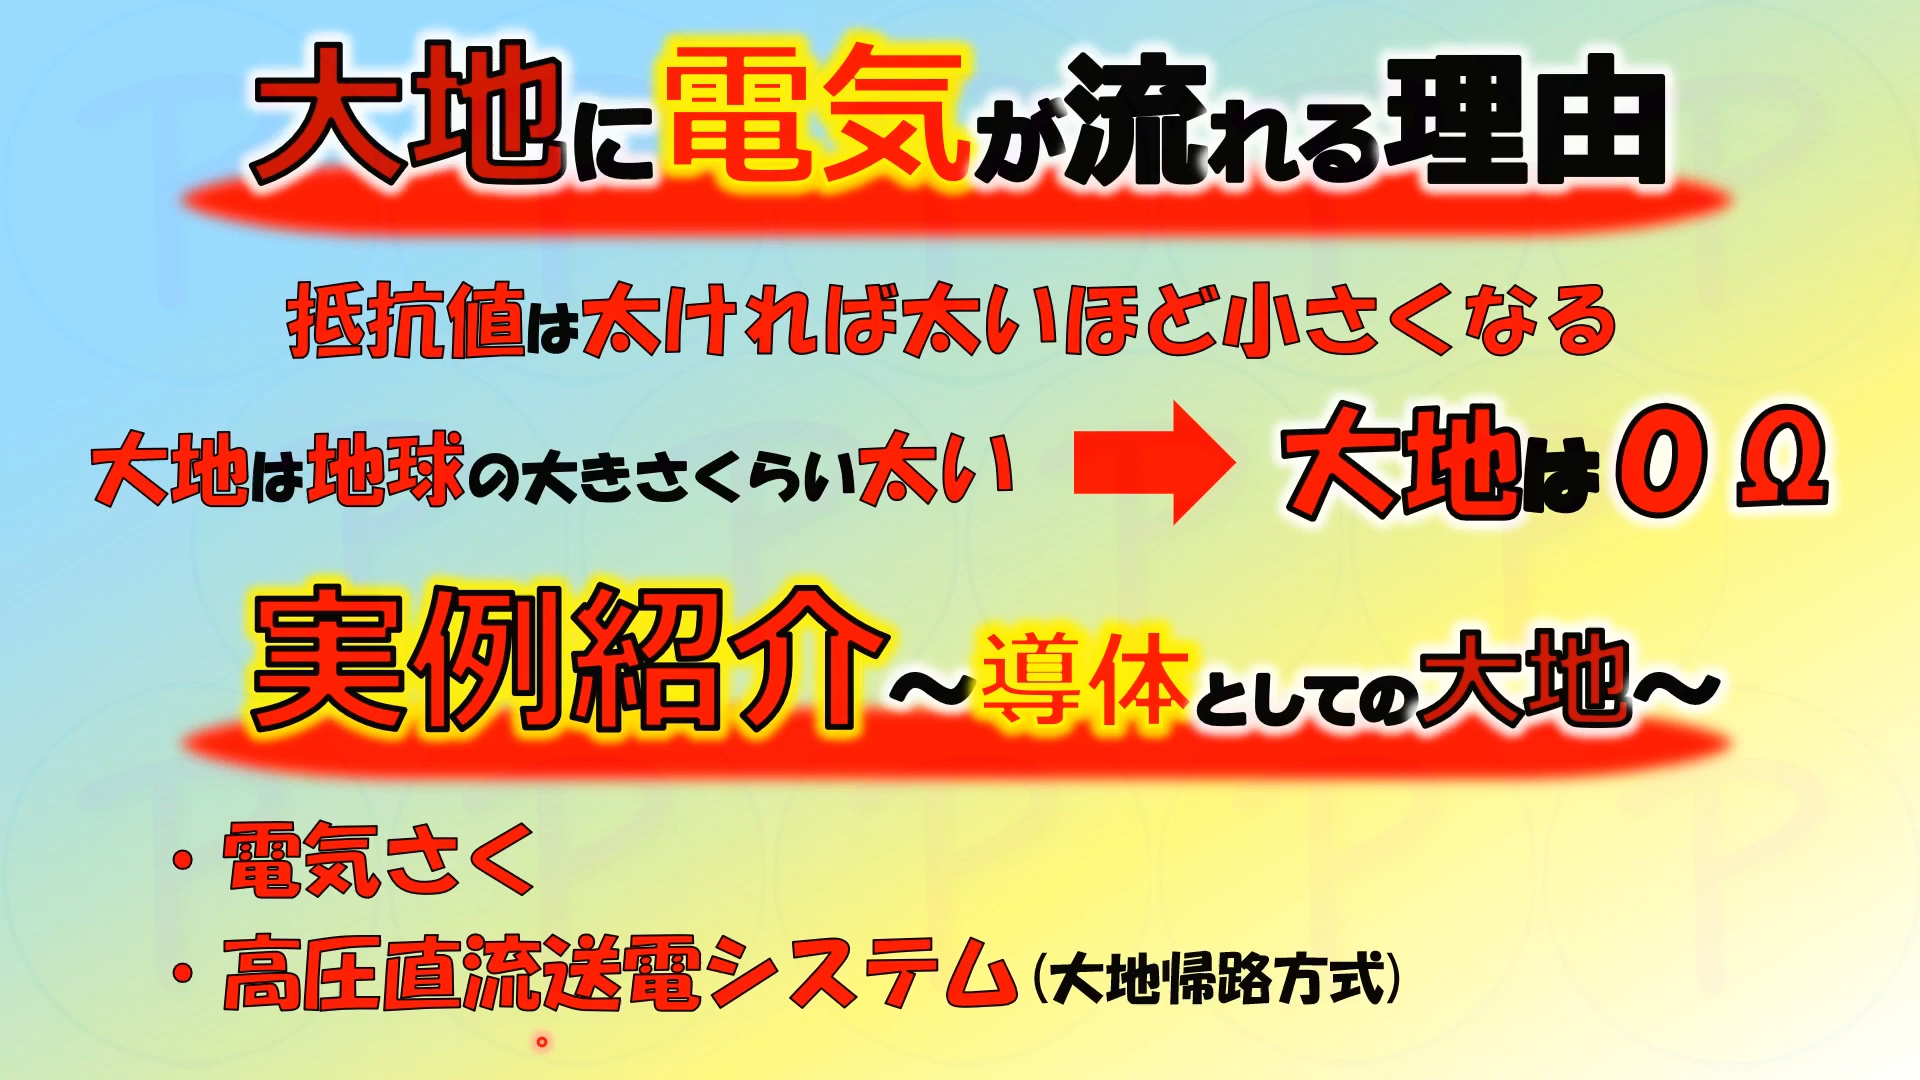 大地に電気が流れる理由
抵抗値は太ければ太いほど小さくなる
大地は地球の大きさくらい太い → 大地は0Ω
実例紹介～導体としての大地～
・電気さく
・高圧直流送電システム(大地帰路方式)